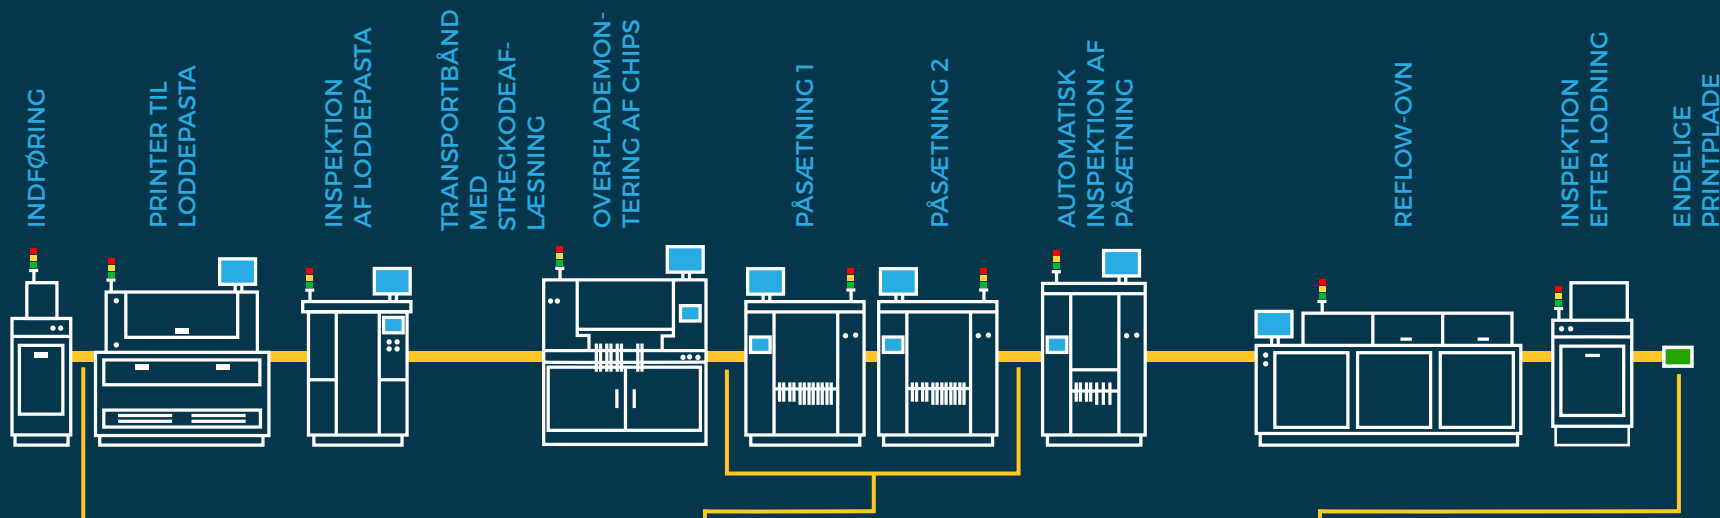 INDFØRING
PRINTER TIL
LODDEPASTA
INSPEKTION
AF LODDEPASTA
TRANSPORTBÅND
MED
STREGKODEAF-
LÆSNING
OVERFLADEMON-
TERING AF CHIPS
PÅSÆTNING 1
PÅSÆTNING 2
AUTOMATISK
INSPEKTION AF
PÅSÆTNING
REFLOW-OVN
INSPEKTION
EFTER LODNING
ENDELIGE
PRINTPLADE